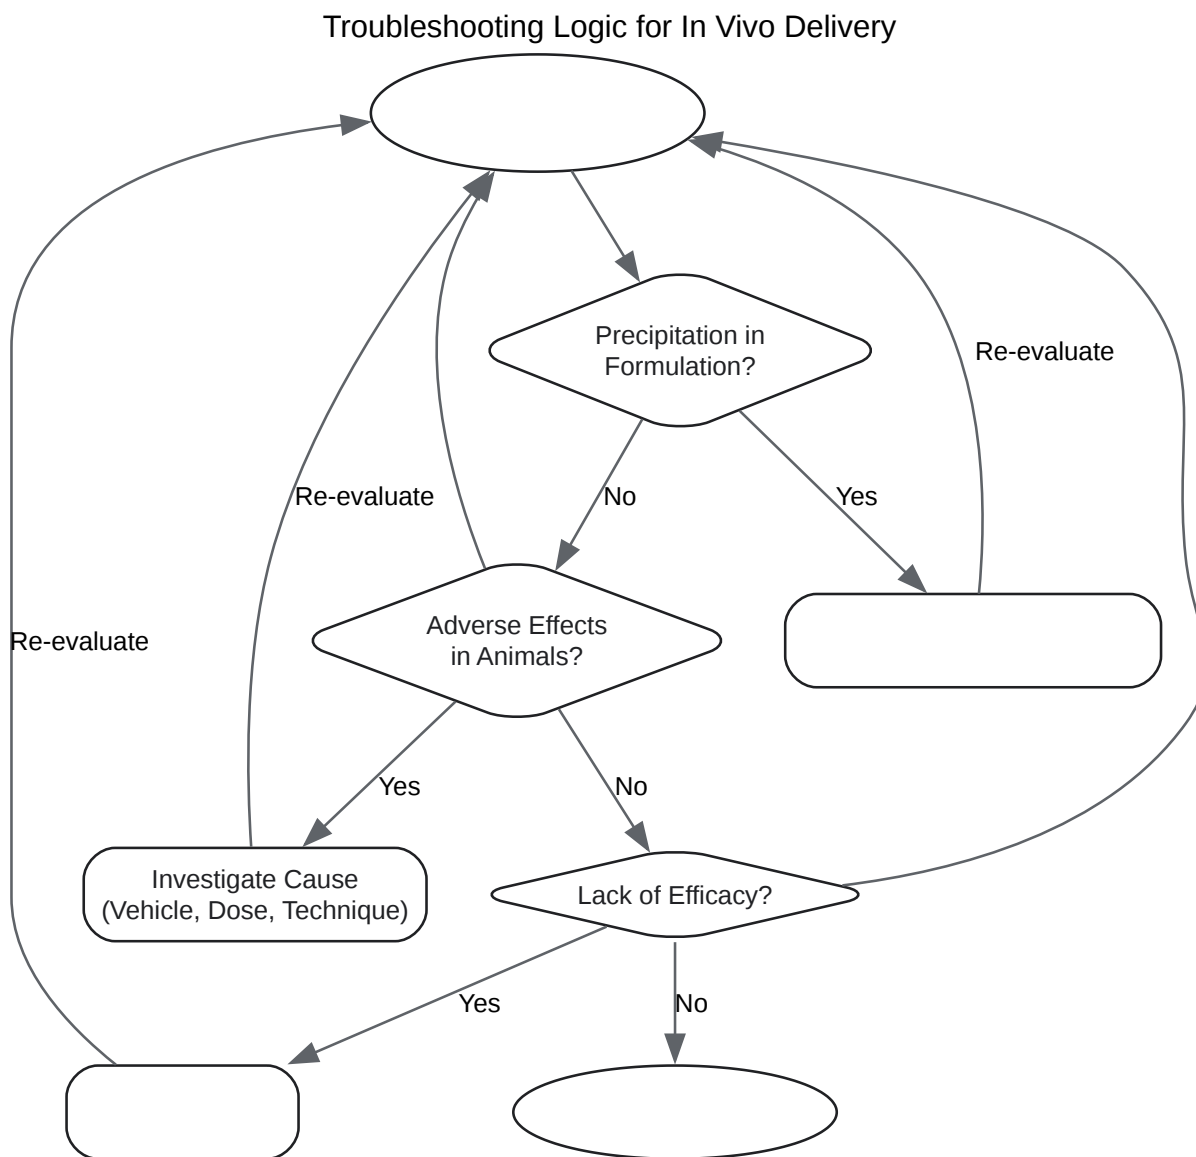 Troubleshooting Logic for In Vivo Delivery
Precipitation in
Formulation?
Re-evaluate
Re-evaluate
No
Yes
Adverse Effects
in Animals?
Re-evaluate
Yes
No
Investigate Cause
(Vehicle, Dose, Technique)
Lack of Efficacy?
Yes
No